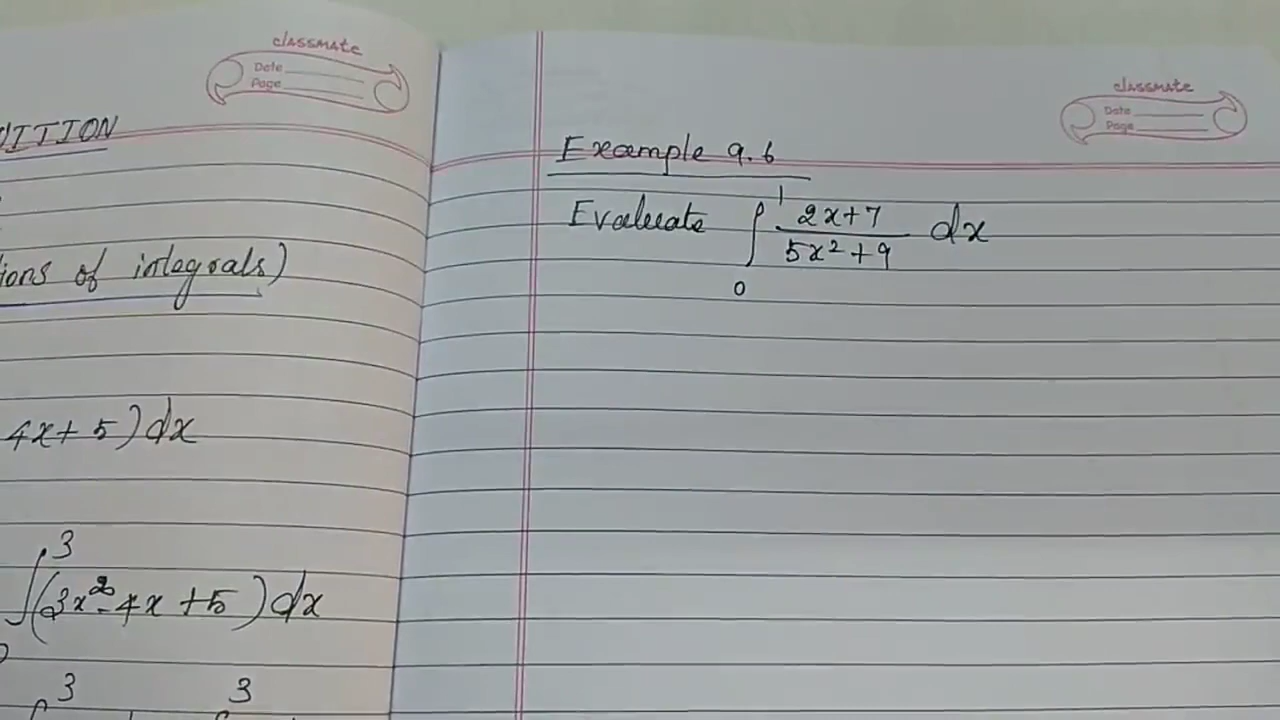 classmate
Date
Page
DITION
ions of integrals)
4x + 5) dx
3
∫(3x² - 4x + 5) dx
3 3
classmate
Date
Page
Example 9.6
Evaluate ∫₀¹ (2x+7)/(5x²+9) dx